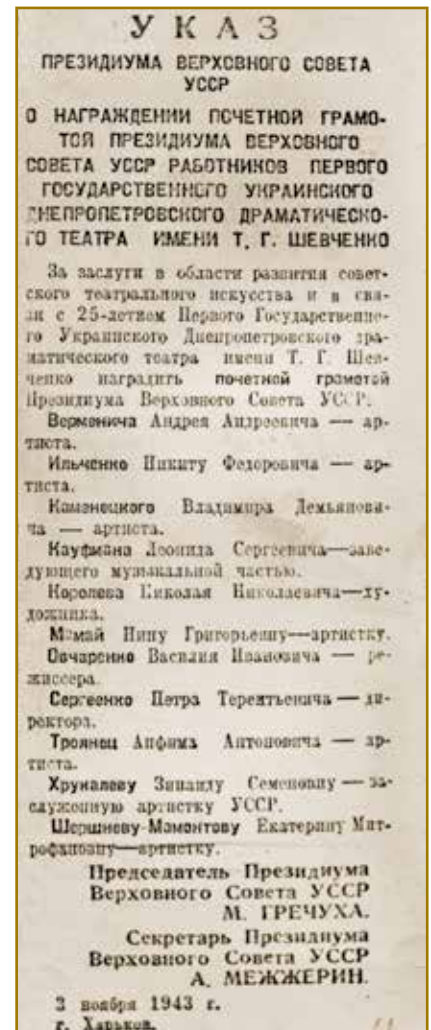 УКАЗ
ПРЕЗИДИУМА ВЕРХОВНОГО СОВЕТА
УССР
О НАГРАЖДЕНИИ ПОЧЕТНОЙ ГРАМО-
ТОЙ ПРЕЗИДИУМА ВЕРХОВНОГО
СОВЕТА УССР РАБОТНИКОВ ПЕРВОГО
ГОСУДАРСТВЕННОГО УКРАИНСКОГО
ДНЕПРОПЕТРОВСКОГО ДРАМАТИЧЕСКО-
ГО ТЕАТРА ИМЕНИ Т. Г. ШЕВЧЕНКО
За заслуги в области развития совет-
ского театрального искусства и в свя-
зи с 25-летием Первого Государственно-
го Украинского Днепропетровского дра-
матического театра имени Т. Г. Шев-
ченко наградить почетной грамотой
Президиума Верховного Совета УССР.
Верменича Андрея Андреевича — ар-
тиста.
Ильченко Никиту Федоровича — ар-
тиста.
Каменецкого Владимира Демьянови-
ча — артиста.
Кауфмана Леонида Сергеевича—заве-
дующего музыкальной частью.
Королева Николая Николаевича—ху-
дожника.
Мамай Нину Григорьевну—артистку.
Овчаренко Василия Ивановича — ре-
жиссера.
Сергеенко Петра Терентьевича — ди-
ректора.
Троянец Анфима Антоновича — ар-
тиста.
Хрукалеву Зинаиду Семеновну — за-
служенную артистку УССР.
Шершневу-Мамонтову Екатерину Мит-
рофановну—артистку.
Председатель Президиума
Верховного Совета УССР
М. ГРЕЧУХА.
Секретарь Президиума
Верховного Совета УССР
А. МЕЖЖЕРИН.
3 ноября 1943 г.
г. Харьков.